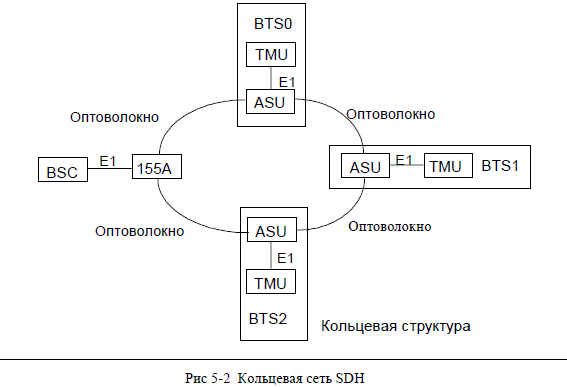 BTS0
TMU
E1
ASU
Оптоволокно
Оптоволокно
BSC
E1
155A
ASU
E1
TMU
BTS1
Оптоволокно
ASU
Оптоволокно
E1
TMU
BTS2
Кольцевая структура
Рис 5-2 Кольцевая сеть SDH